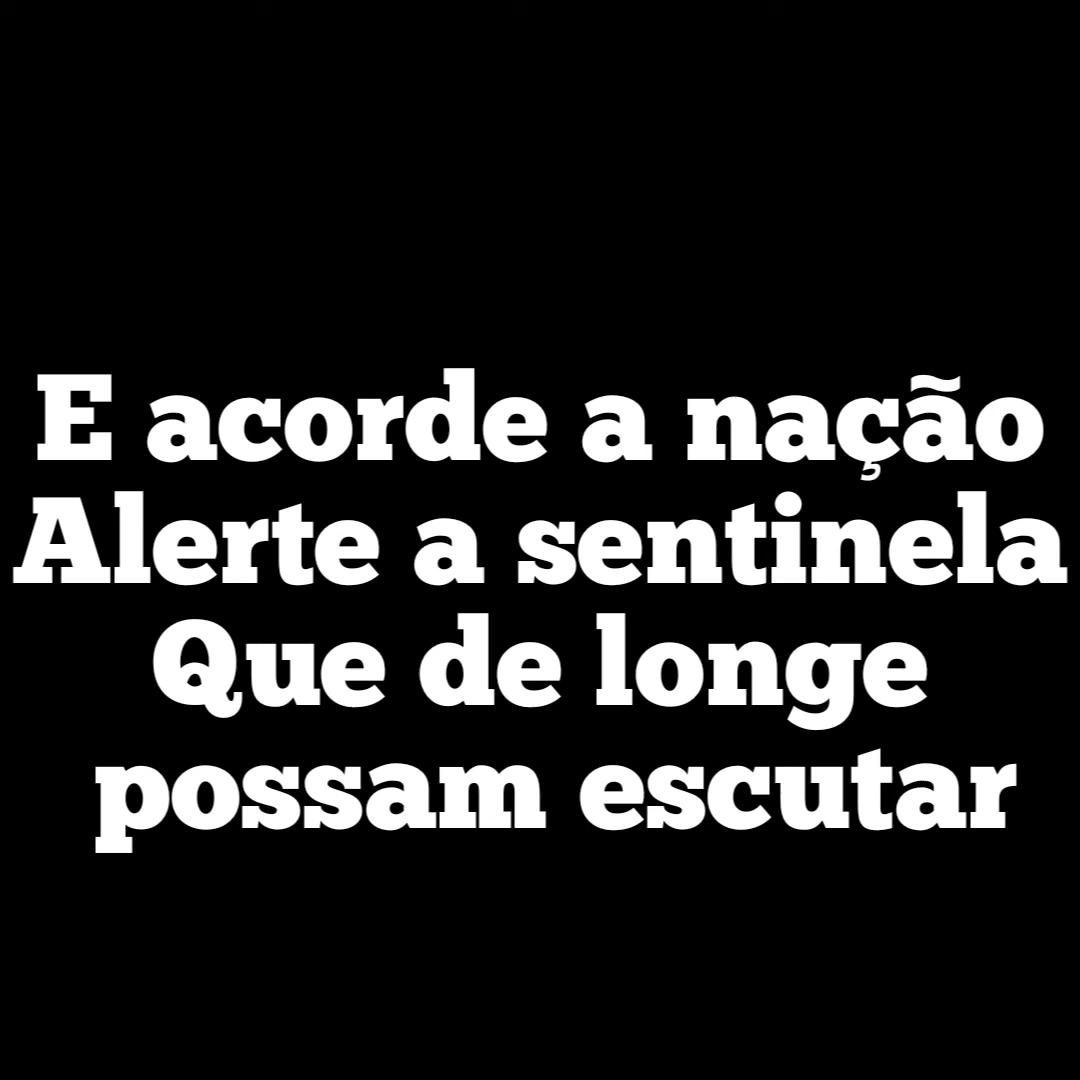 E acorde a nação
Alerte a sentinela
Que de longe
possam escutar